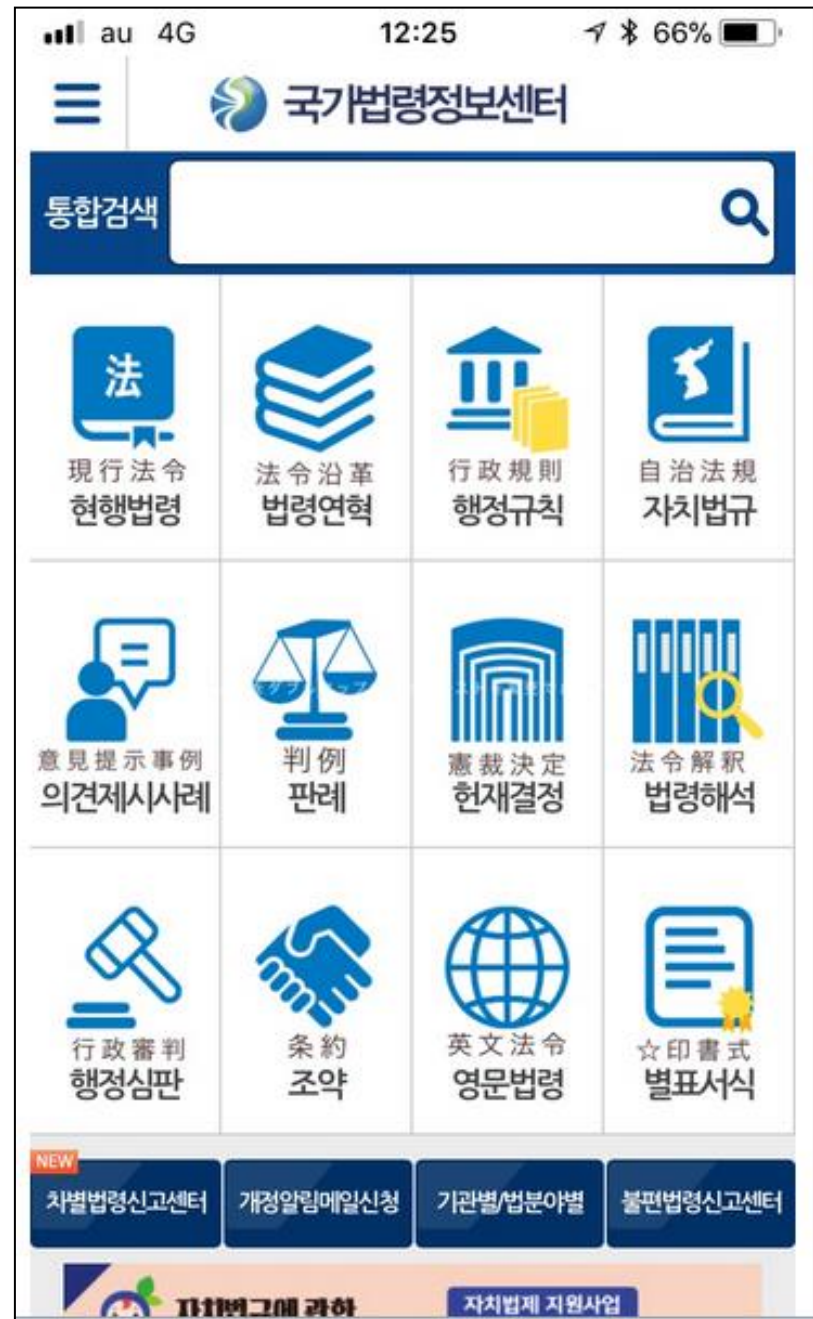 au 4G 12:25 66%
국가법령정보센터
통합검색
法
現行法令 法令沿革 行政規則 自治法規
현행법령 법령연혁 행정규칙 자치법규
意見提示事例 判例 憲裁決定 法令解釈
의견제시사례 판례 헌재결정 법령해석
行政審判 条約 英文法令 ☆印書式
행정심판 조약 영문법령 별표서식
NEW
차별법령신고센터 개정알림메일신청 기관별/법분야별 불편법령신고센터
자치법제 지원사업